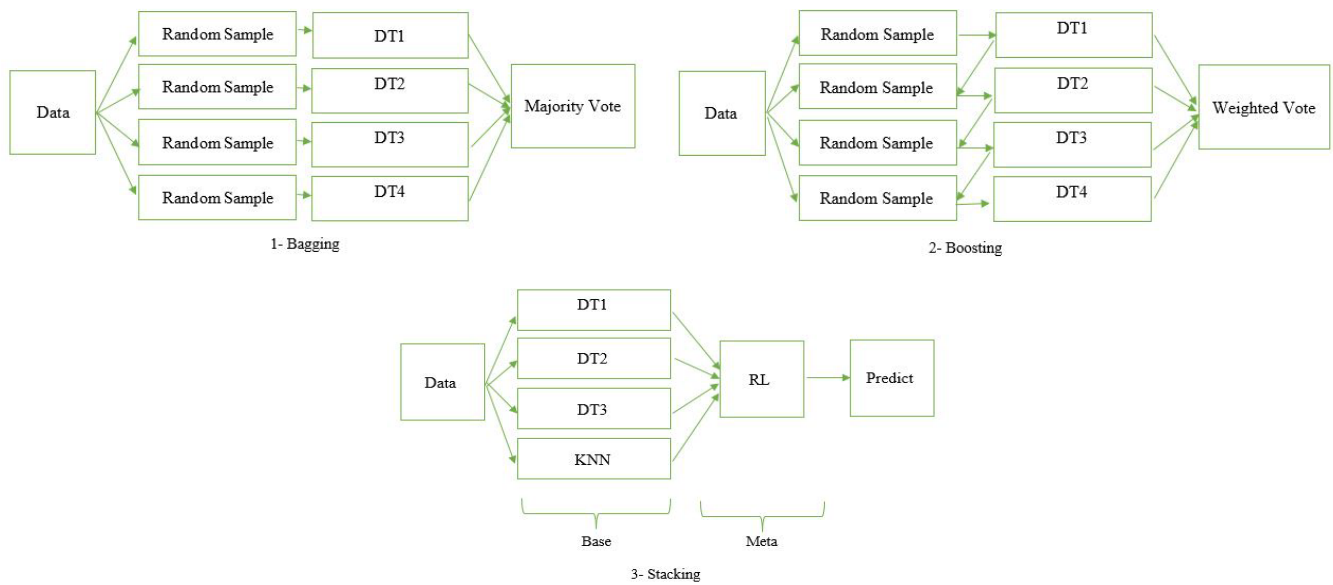 Data
Random Sample
DT1
Random Sample
DT2
Random Sample
DT3
Random Sample
DT4
Majority Vote
1- Bagging
Data
Random Sample
DT1
Random Sample
DT2
Random Sample
DT3
Random Sample
DT4
Weighted Vote
2- Boosting
Data
DT1
DT2
DT3
KNN
RL
Predict
Base
Meta
3- Stacking